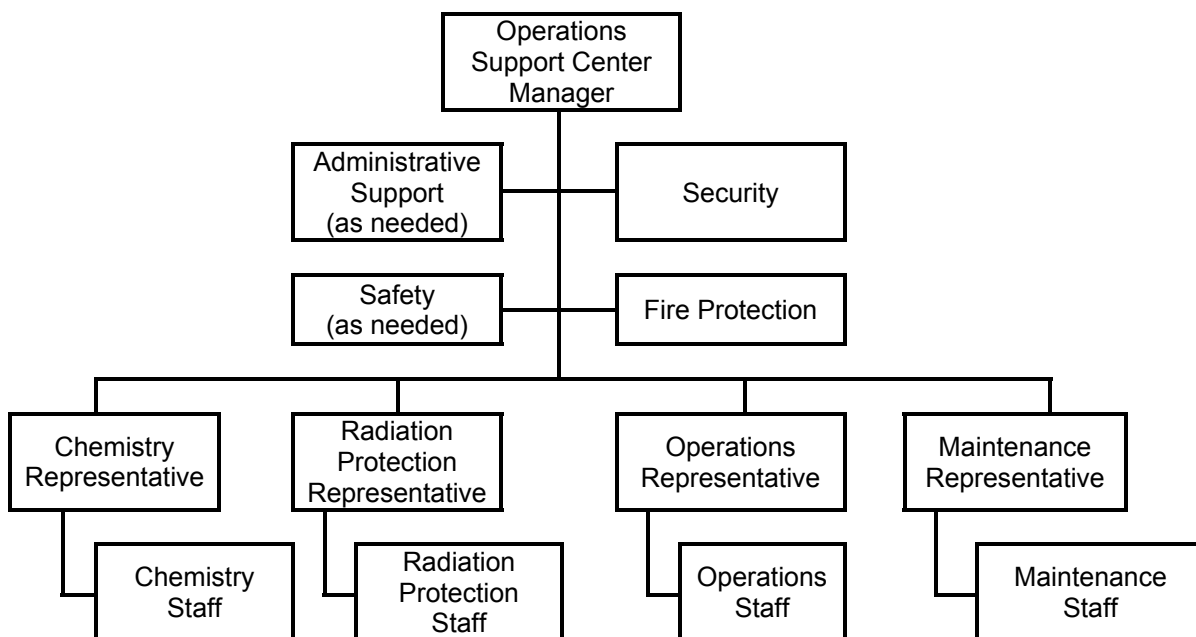 Operations
Support Center
Manager
Administrative
Support
(as needed)
Security
Safety
(as needed)
Fire Protection
Chemistry
Representative
Radiation
Protection
Representative
Operations
Representative
Maintenance
Representative
Chemistry
Staff
Radiation
Protection
Staff
Operations
Staff
Maintenance
Staff